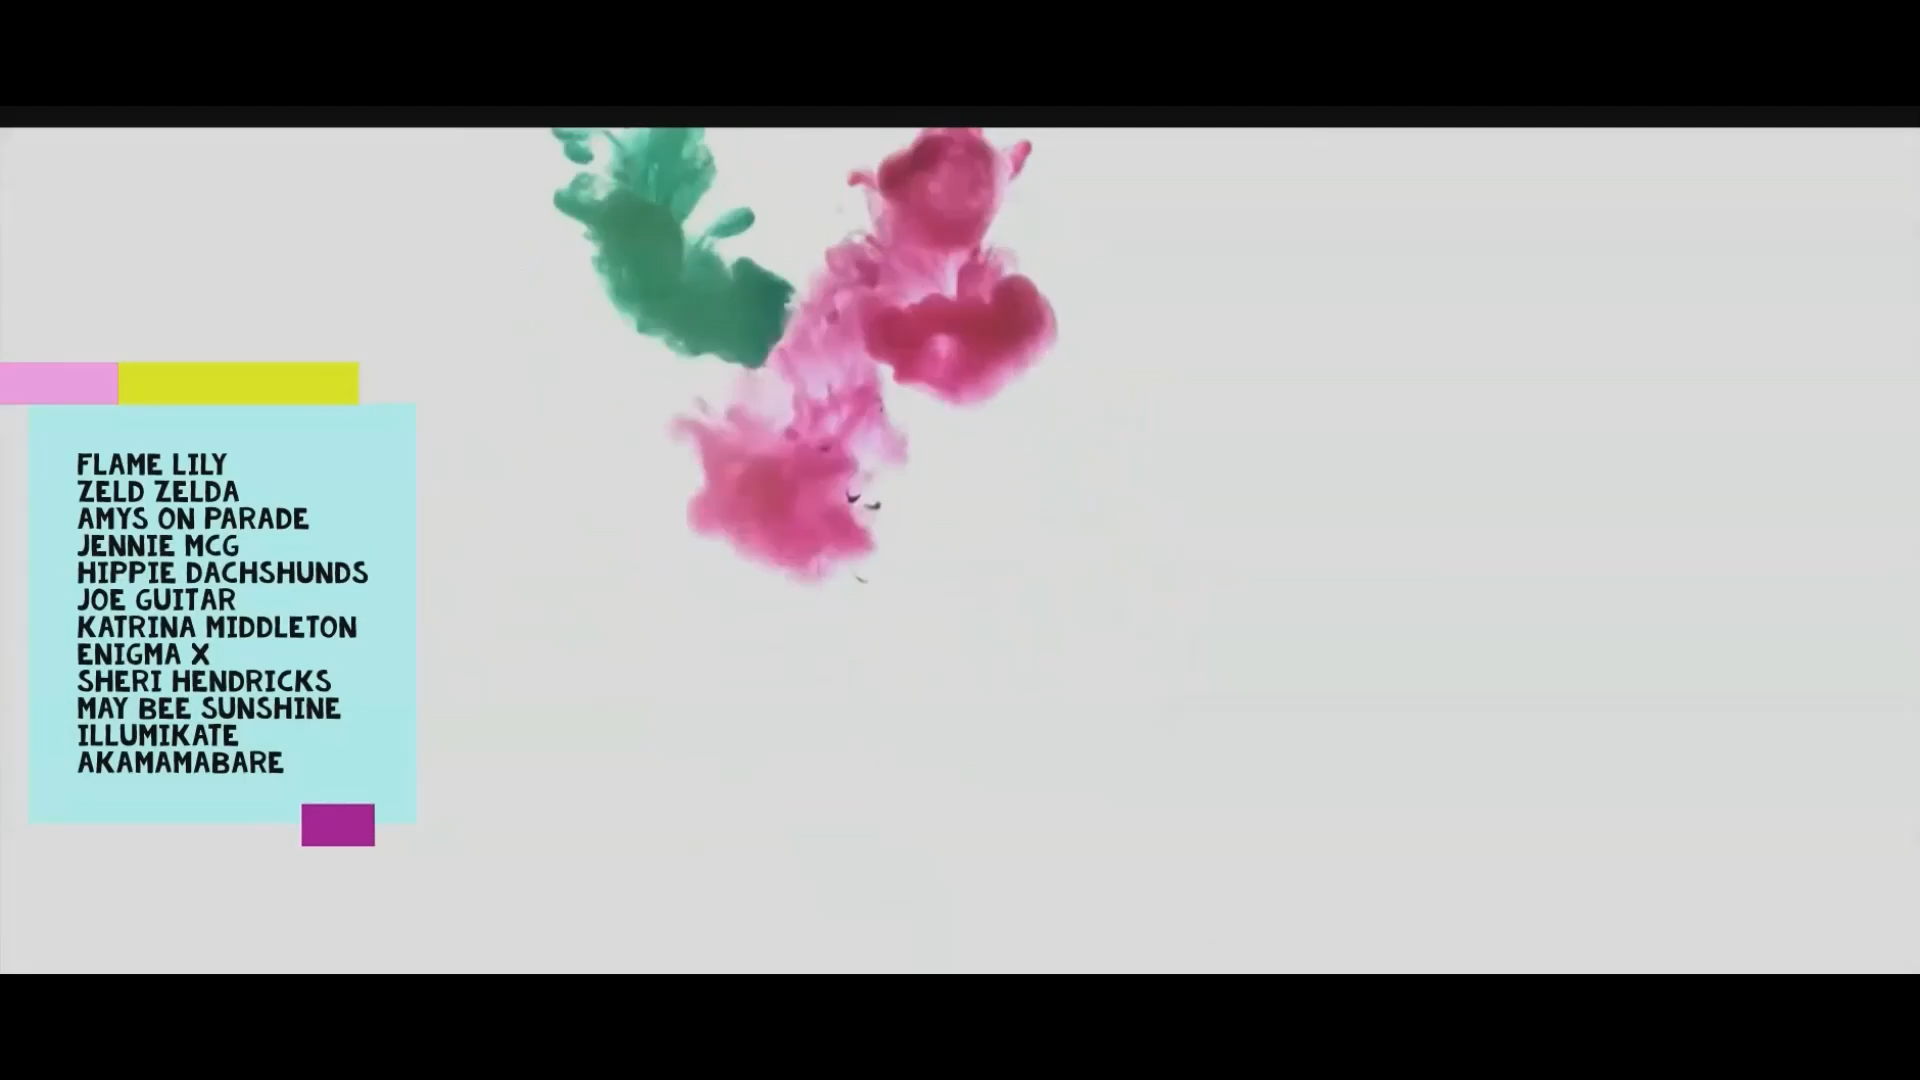 FLAME LILY
ZELD ZELDA
AMYS ON PARADE
JENNIE MCG
HIPPIE DACHSHUNDS
JOE GUITAR
KATRINA MIDDLETON
ENIGMA X
SHERI HENDRICKS
MAY BEE SUNSHINE
ILLUMIKATE
AKAMAMABARE